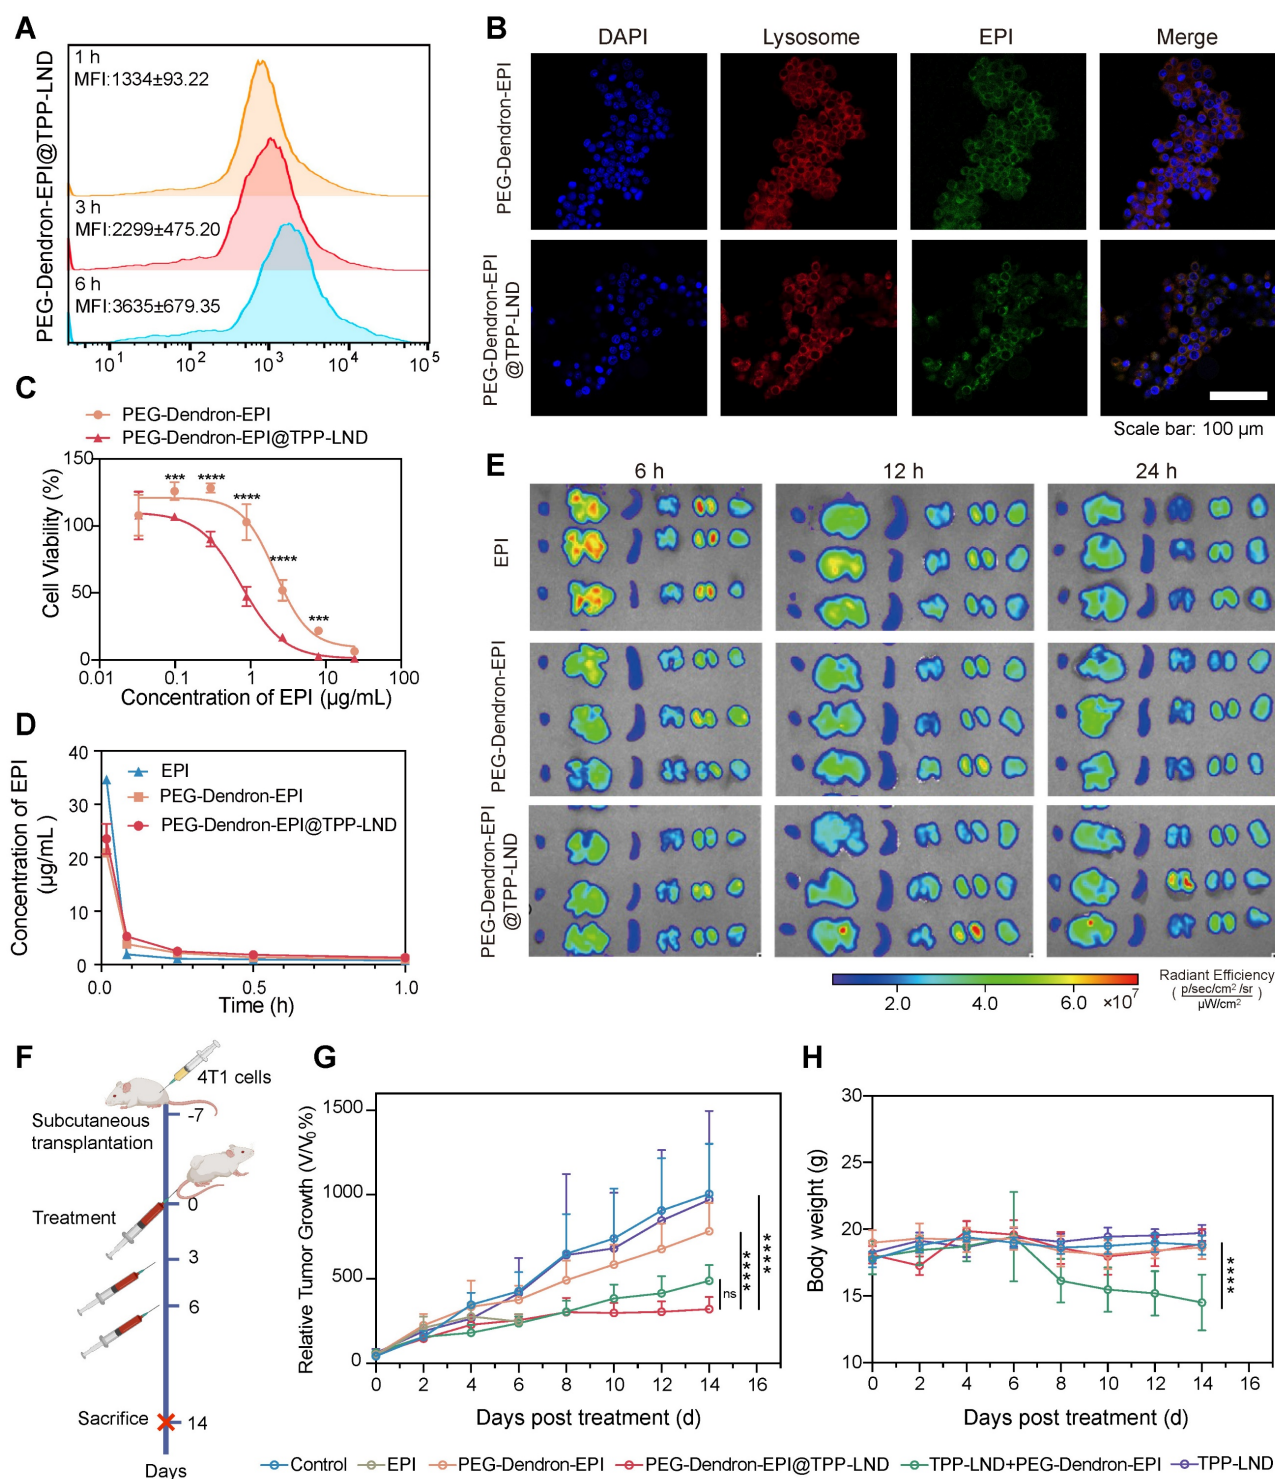 A
PEG-Dendron-EPI@TPP-LND
1 h
MFI:1334±93.22
3 h
MFI:2299±475.20
6 h
MFI:3635±679.35
10¹ 10² 10³ 10⁴ 10⁵
B
DAPI Lysosome EPI Merge
PEG-Dendron-EPI
PEG-Dendron-EPI
@TPP-LND
Scale bar: 100 μm
C
PEG-Dendron-EPI
PEG-Dendron-EPI@TPP-LND
Cell Viability (%)
150
100
50
0
*** **** **** **** ***
0.01 0.1 1 10 100
Concentration of EPI (μg/mL)
D
Concentration of EPI
(μg/mL )
40
30
20
10
0
EPI
PEG-Dendron-EPI
PEG-Dendron-EPI@TPP-LND
0.0 0.5 1.0
Time (h)
E
6 h 12 h 24 h
EPI
PEG-Dendron-EPI
PEG-Dendron-EPI
@TPP-LND
2.0 4.0 6.0 ×10⁷
Radiant Efficiency
( p/sec/cm² /sr )
μW/cm²
F
4T1 cells
-7
Subcutaneous
transplantation
0
Treatment
3
6
Sacrifice
14
Days
G
Relative Tumor Growth (V/V₀%)
1500
1000
500
0
ns
****
****
0 2 4 6 8 10 12 14 16
Days post treatment (d)
H
Body weight (g)
30
25
20
15
10
****
0 2 4 6 8 10 12 14 16
Days post treatment (d)
Control EPI PEG-Dendron-EPI PEG-Dendron-EPI@TPP-LND TPP-LND+PEG-Dendron-EPI TPP-LND